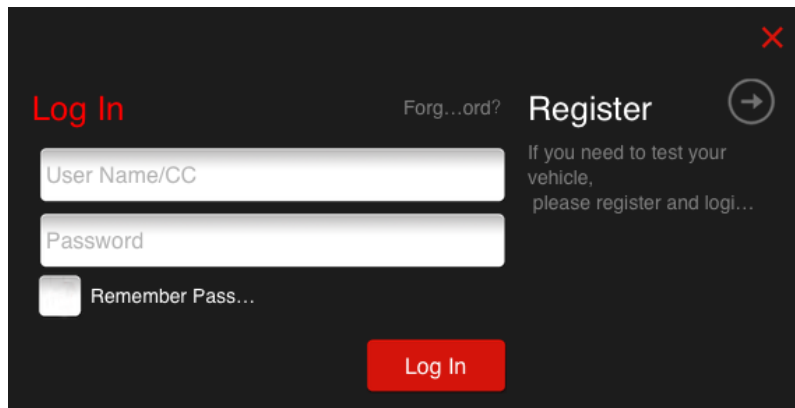 Log In
Forg...ord?
User Name/CC
Password
Remember Pass...
Log In
Register
If you need to test your
vehicle,
please register and logi...